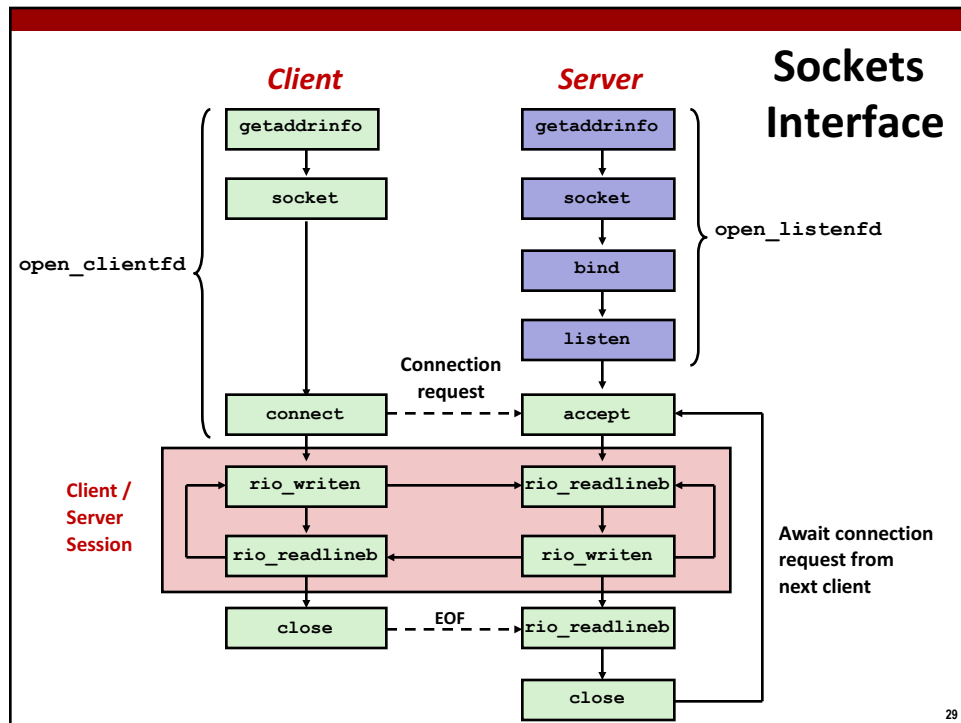 Sockets
Interface
Client
Server
getaddrinfo
getaddrinfo
socket
socket
open_clientfd
open_listenfd
bind
listen
Connection
request
connect
accept
Client /
Server
Session
rio_writen
rio_readlineb
rio_readlineb
rio_writen
Await connection
request from
next client
close
EOF
rio_readlineb
close
29